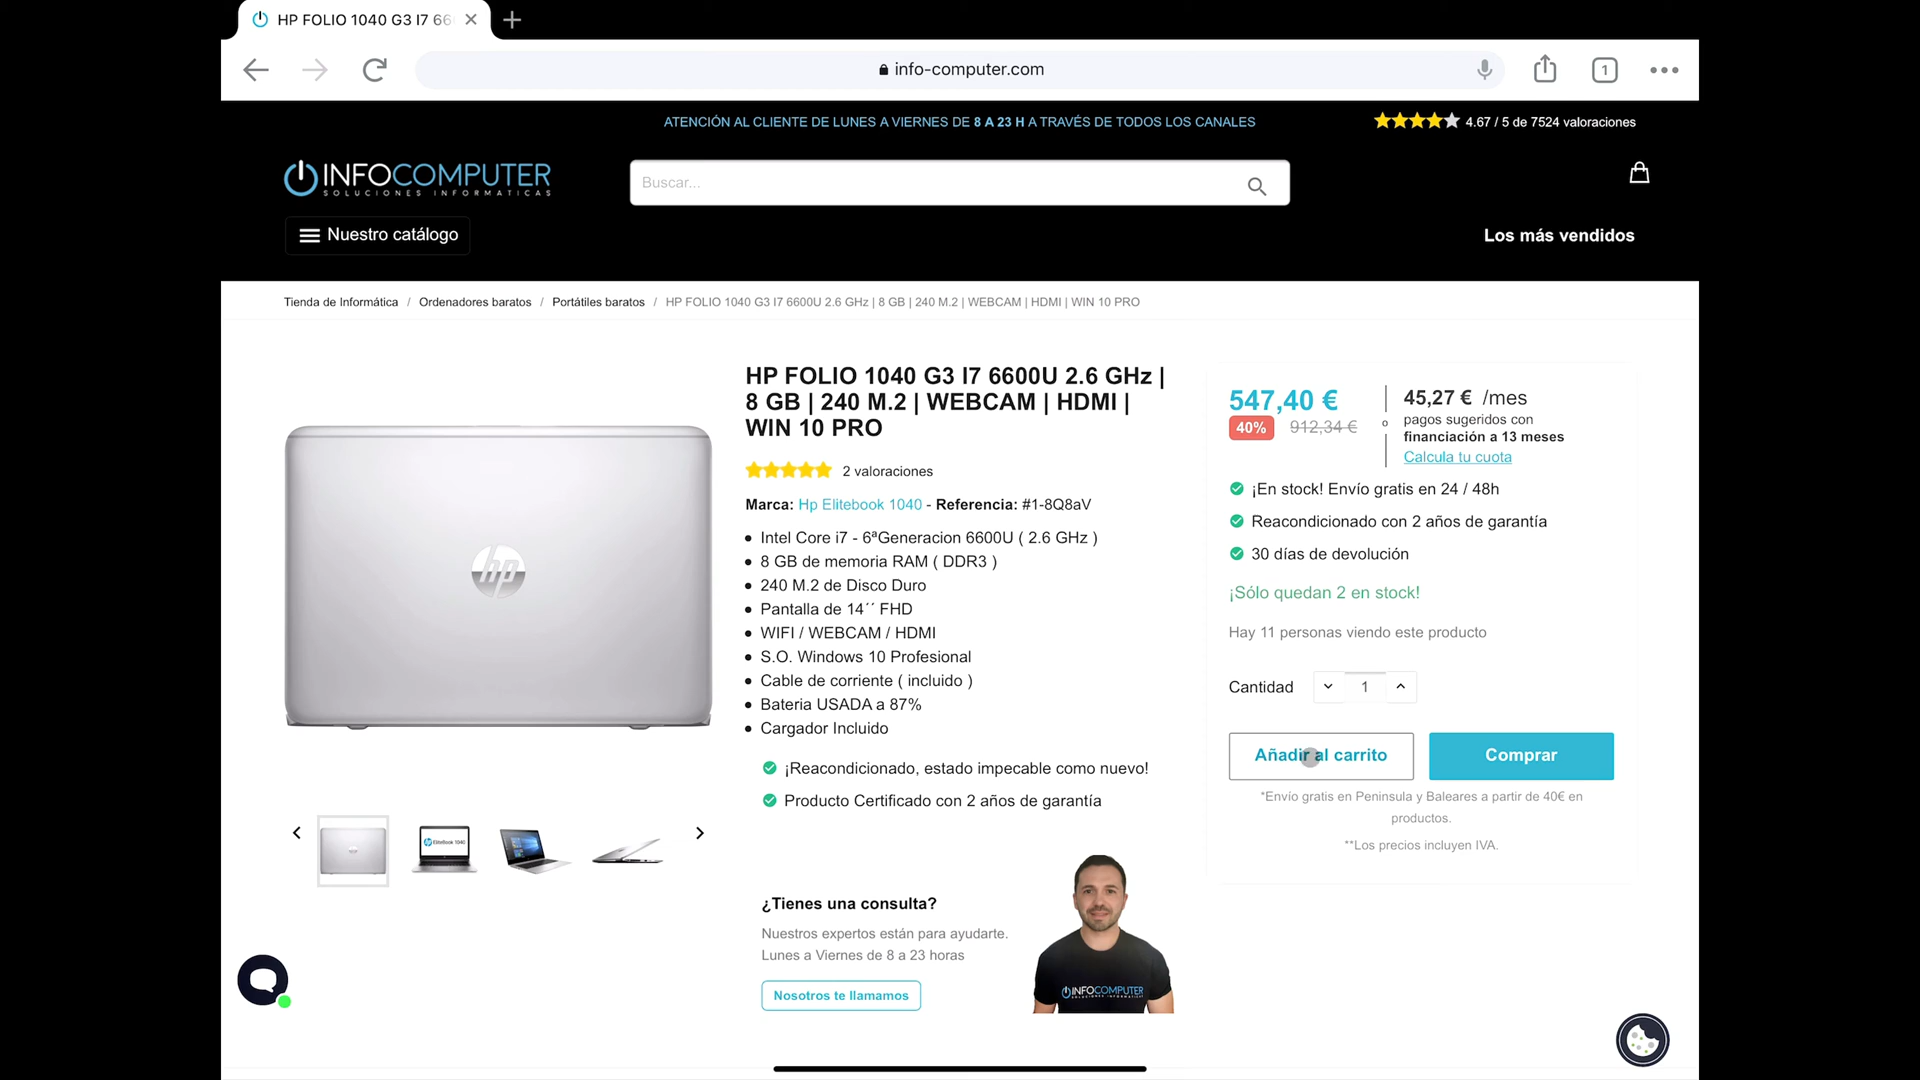 HP FOLIO 1040 G3 I7 66
info-computer.com
1
ATENCIÓN AL CLIENTE DE LUNES A VIERNES DE 8 A 23 H A TRAVÉS DE TODOS LOS CANALES
4.67 / 5 de 7524 valoraciones
INFOCOMPUTER
SOLUCIONES INFORMATICAS
Buscar...
Nuestro catálogo
Los más vendidos
Tienda de Informática / Ordenadores baratos / Portátiles baratos / HP FOLIO 1040 G3 I7 6600U 2.6 GHz | 8 GB | 240 M.2 | WEBCAM | HDMI | WIN 10 PRO
hp
HP FOLIO 1040 G3 I7 6600U 2.6 GHz |
8 GB | 240 M.2 | WEBCAM | HDMI |
WIN 10 PRO
2 valoraciones
Marca: Hp Elitebook 1040 - Referencia: #1-8Q8aV
• Intel Core i7 - 6ªGeneracion 6600U ( 2.6 GHz )
• 8 GB de memoria RAM ( DDR3 )
• 240 M.2 de Disco Duro
• Pantalla de 14´´ FHD
• WIFI / WEBCAM / HDMI
• S.O. Windows 10 Profesional
• Cable de corriente ( incluido )
• Bateria USADA a 87%
• Cargador Incluido
¡Reacondicionado, estado impecable como nuevo!
Producto Certificado con 2 años de garantía
¿Tienes una consulta?
Nuestros expertos están para ayudarte.
Lunes a Viernes de 8 a 23 horas
Nosotros te llamamos
INFOCOMPUTER
547,40 €
40% 912,34 €
o
45,27 € /mes
pagos sugeridos con
financiación a 13 meses
Calcula tu cuota
¡En stock! Envío gratis en 24 / 48h
Reacondicionado con 2 años de garantía
30 días de devolución
¡Sólo quedan 2 en stock!
Hay 11 personas viendo este producto
Cantidad 1
Añadir al carrito
Comprar
*Envío gratis en Peninsula y Baleares a partir de 40€ en
productos.
**Los precios incluyen IVA.
EliteBook 1040